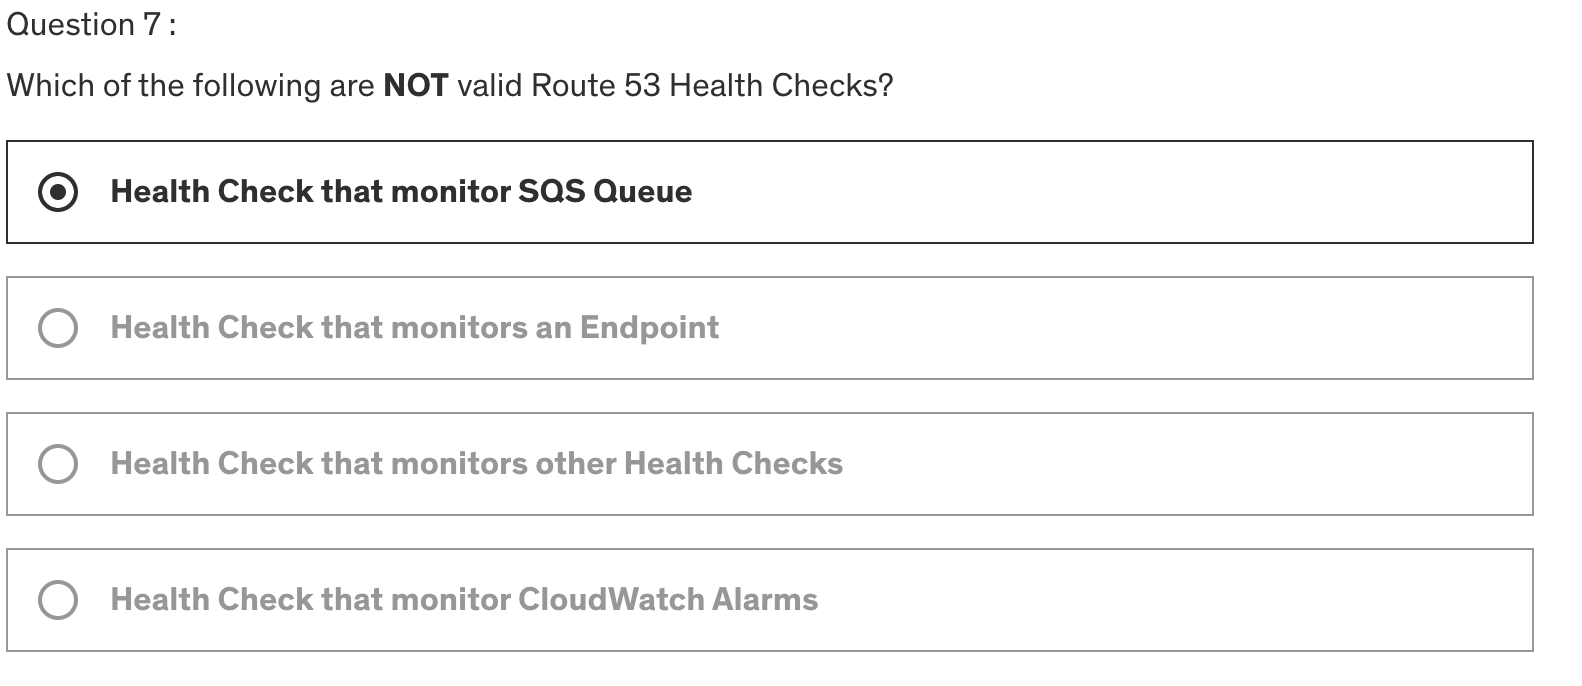 Question 7 :
Which of the following are NOT valid Route 53 Health Checks?
Health Check that monitor SQS Queue
Health Check that monitors an Endpoint
Health Check that monitors other Health Checks
Health Check that monitor CloudWatch Alarms